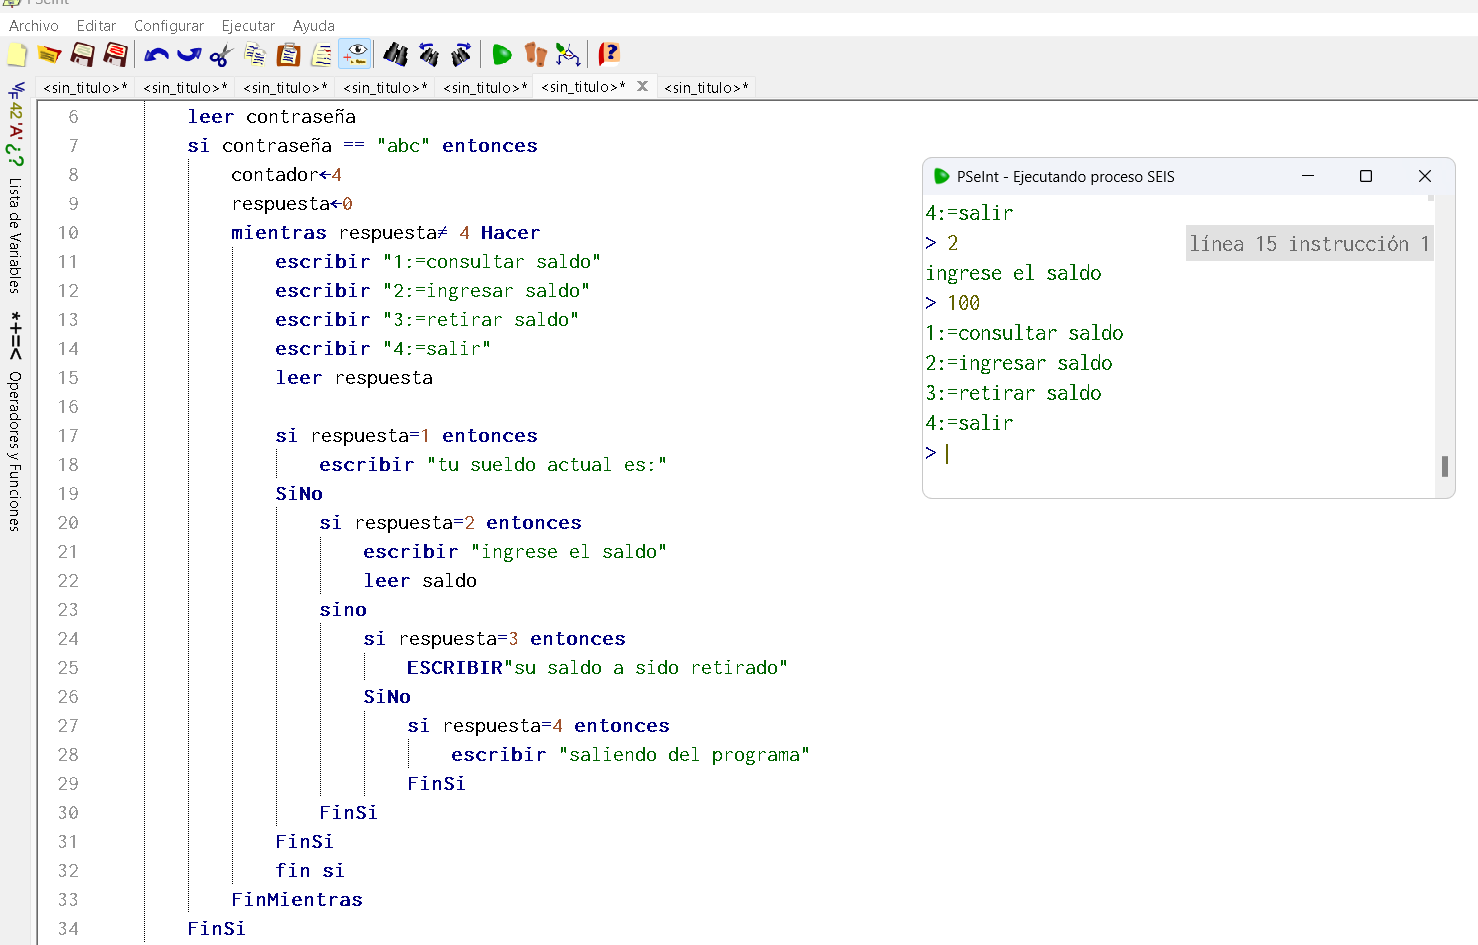 PSeInt
Archivo Editar Configurar Ejecutar Ayuda
<sin_titulo>* <sin_titulo>* <sin_titulo>* <sin_titulo>* <sin_titulo>* <sin_titulo>* <sin_titulo>*
Lista de Variables
*+=< Operadores y Funciones
6 leer contraseña
7 si contraseña == "abc" entonces
8 contador←4
9 respuesta←0
10 mientras respuesta≠ 4 Hacer
11 escribir "1:=consultar saldo"
12 escribir "2:=ingresar saldo"
13 escribir "3:=retirar saldo"
14 escribir "4:=salir"
15 leer respuesta
16
17 si respuesta=1 entonces
18 escribir "tu sueldo actual es:"
19 SiNo
20 si respuesta=2 entonces
21 escribir "ingrese el saldo"
22 leer saldo
23 sino
24 si respuesta=3 entonces
25 ESCRIBIR"su saldo a sido retirado"
26 SiNo
27 si respuesta=4 entonces
28 escribir "saliendo del programa"
29 FinSi
30 FinSi
31 FinSi
32 fin si
33 FinMientras
34 FinSi
PSeInt - Ejecutando proceso SEIS
4:=salir
> 2
línea 15 instrucción 1
ingrese el saldo
> 100
1:=consultar saldo
2:=ingresar saldo
3:=retirar saldo
4:=salir
>